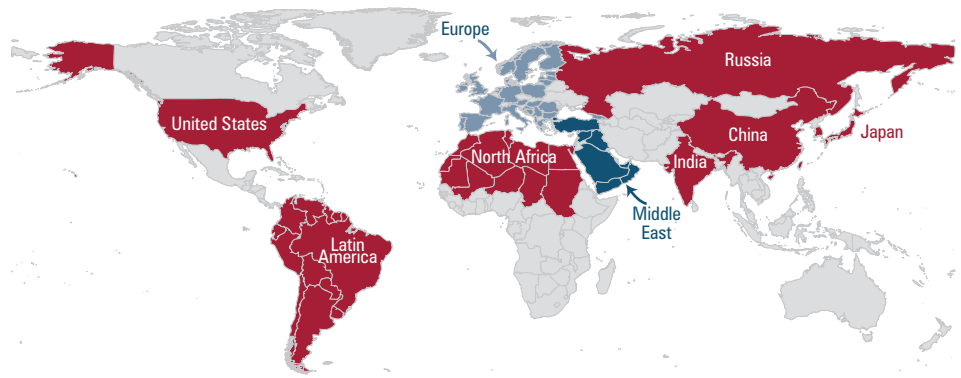 Europe
Russia
United States
China
Japan
North Africa
India
Middle
East
Latin
America